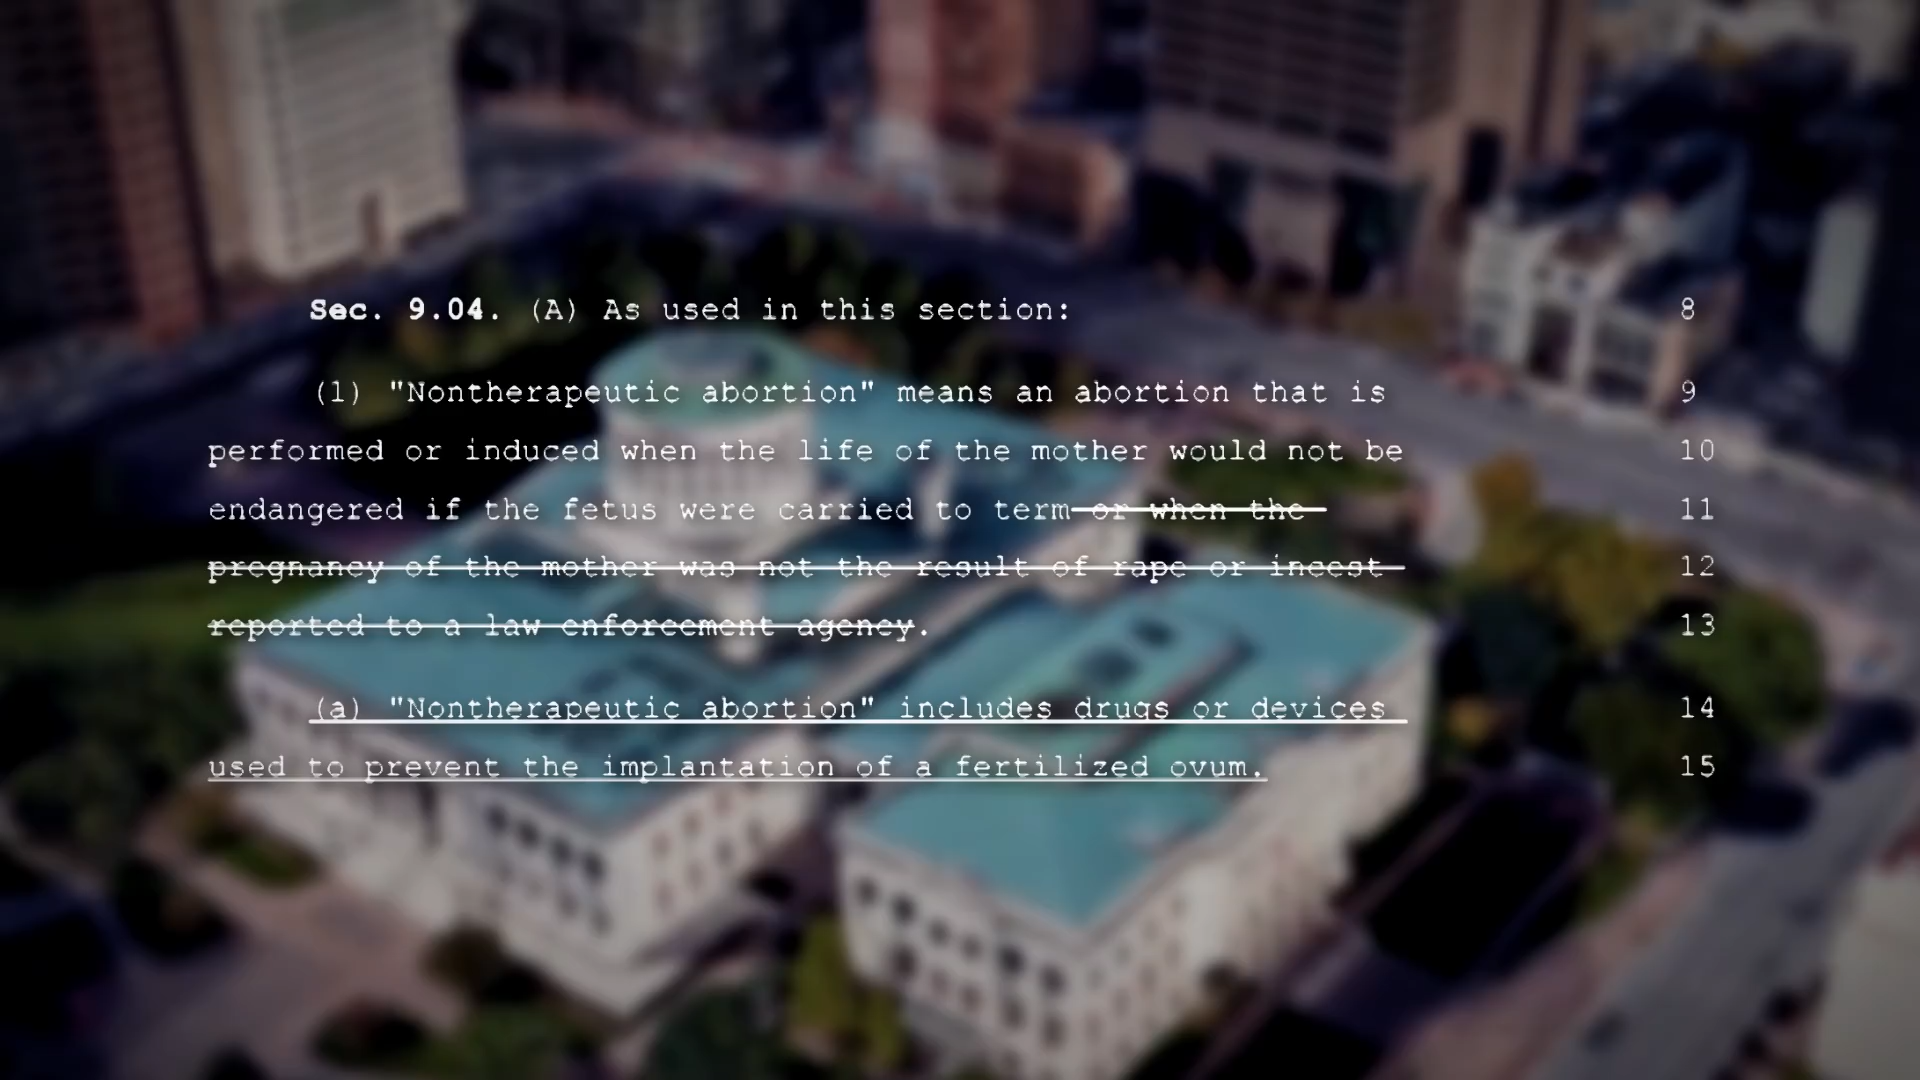 Sec. 9.04. (A) As used in this section: 8
(1) "Nontherapeutic abortion" means an abortion that is 9
performed or induced when the life of the mother would not be 10
endangered if the fetus were carried to term or when the 11
pregnancy of the mother was not the result of rape or incest 12
reported to a law enforcement agency. 13
(a) "Nontherapeutic abortion" includes drugs or devices 14
used to prevent the implantation of a fertilized ovum. 15